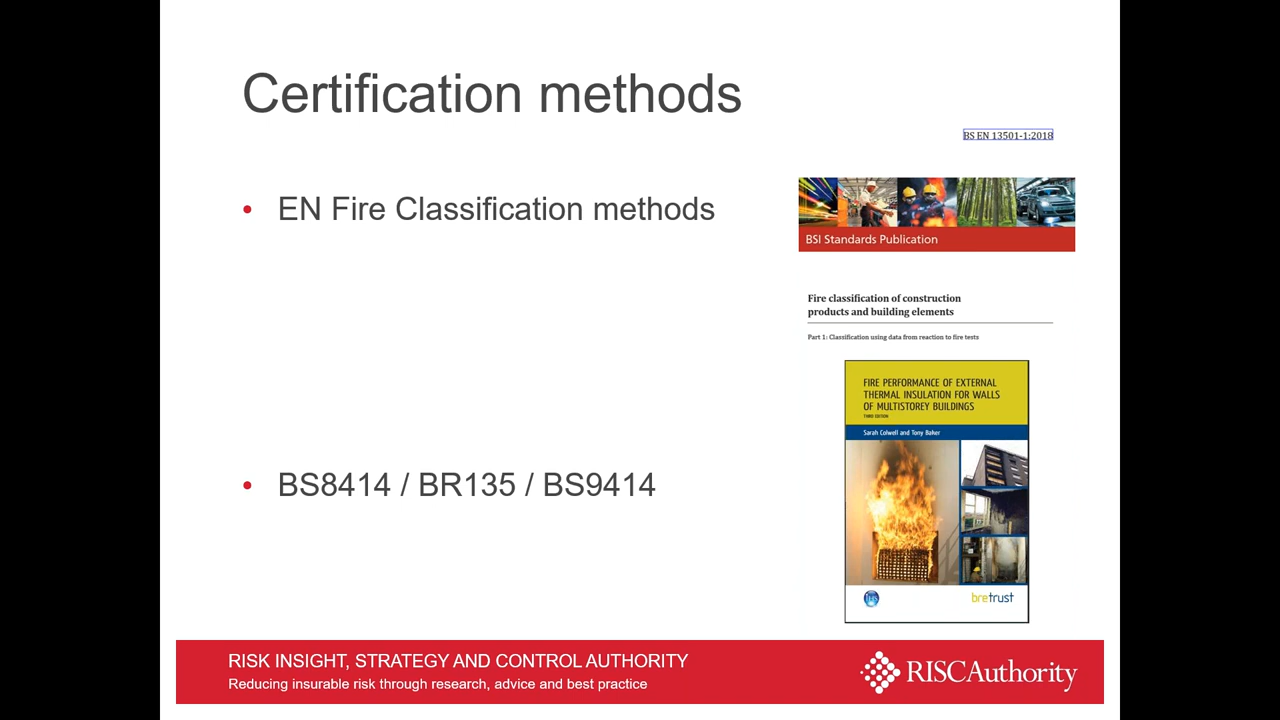 Certification methods
BS EN 13501-1:2018
• EN Fire Classification methods
BSI Standards Publication
Fire classification of construction
products and building elements
Part 1: Classification using data from reaction to fire tests
FIRE PERFORMANCE OF EXTERNAL
THERMAL INSULATION FOR WALLS
OF MULTISTOREY BUILDINGS
THIRD EDITION
Sarah Colwell and Tony Baker
• BS8414 / BR135 / BS9414
bretrust
RISK INSIGHT, STRATEGY AND CONTROL AUTHORITY
Reducing insurable risk through research, advice and best practice
RISCAuthority